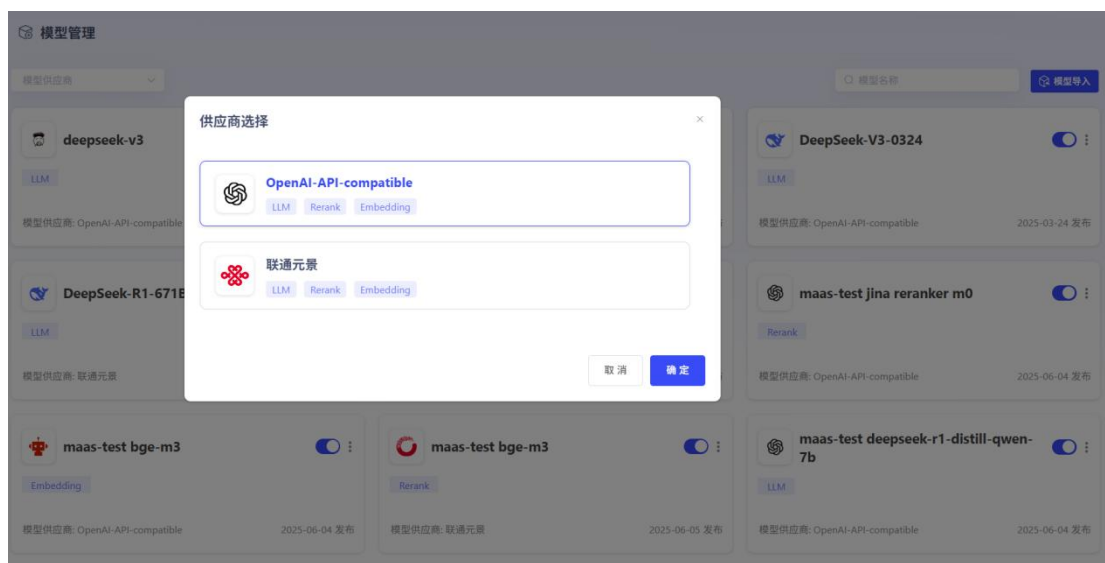 模型管理
模型供应商
模型名称
模型导入
供应商选择
×
OpenAI-API-compatible
LLM Rerank Embedding
联通元景
LLM Rerank Embedding
取消
确定
deepseek-v3
LLM
模型供应商: OpenAI-API-compatible
DeepSeek-V3-0324
LLM
模型供应商: OpenAI-API-compatible
2025-03-24 发布
DeepSeek-R1-671B
LLM
模型供应商: 联通元景
maas-test jina reranker m0
Rerank
模型供应商: OpenAI-API-compatible
2025-06-04 发布
maas-test bge-m3
Embedding
模型供应商: OpenAI-API-compatible
2025-06-04 发布
maas-test bge-m3
Rerank
模型供应商: 联通元景
2025-06-05 发布
maas-test deepseek-r1-distill-qwen-
7b
LLM
模型供应商: OpenAI-API-compatible
2025-06-04 发布